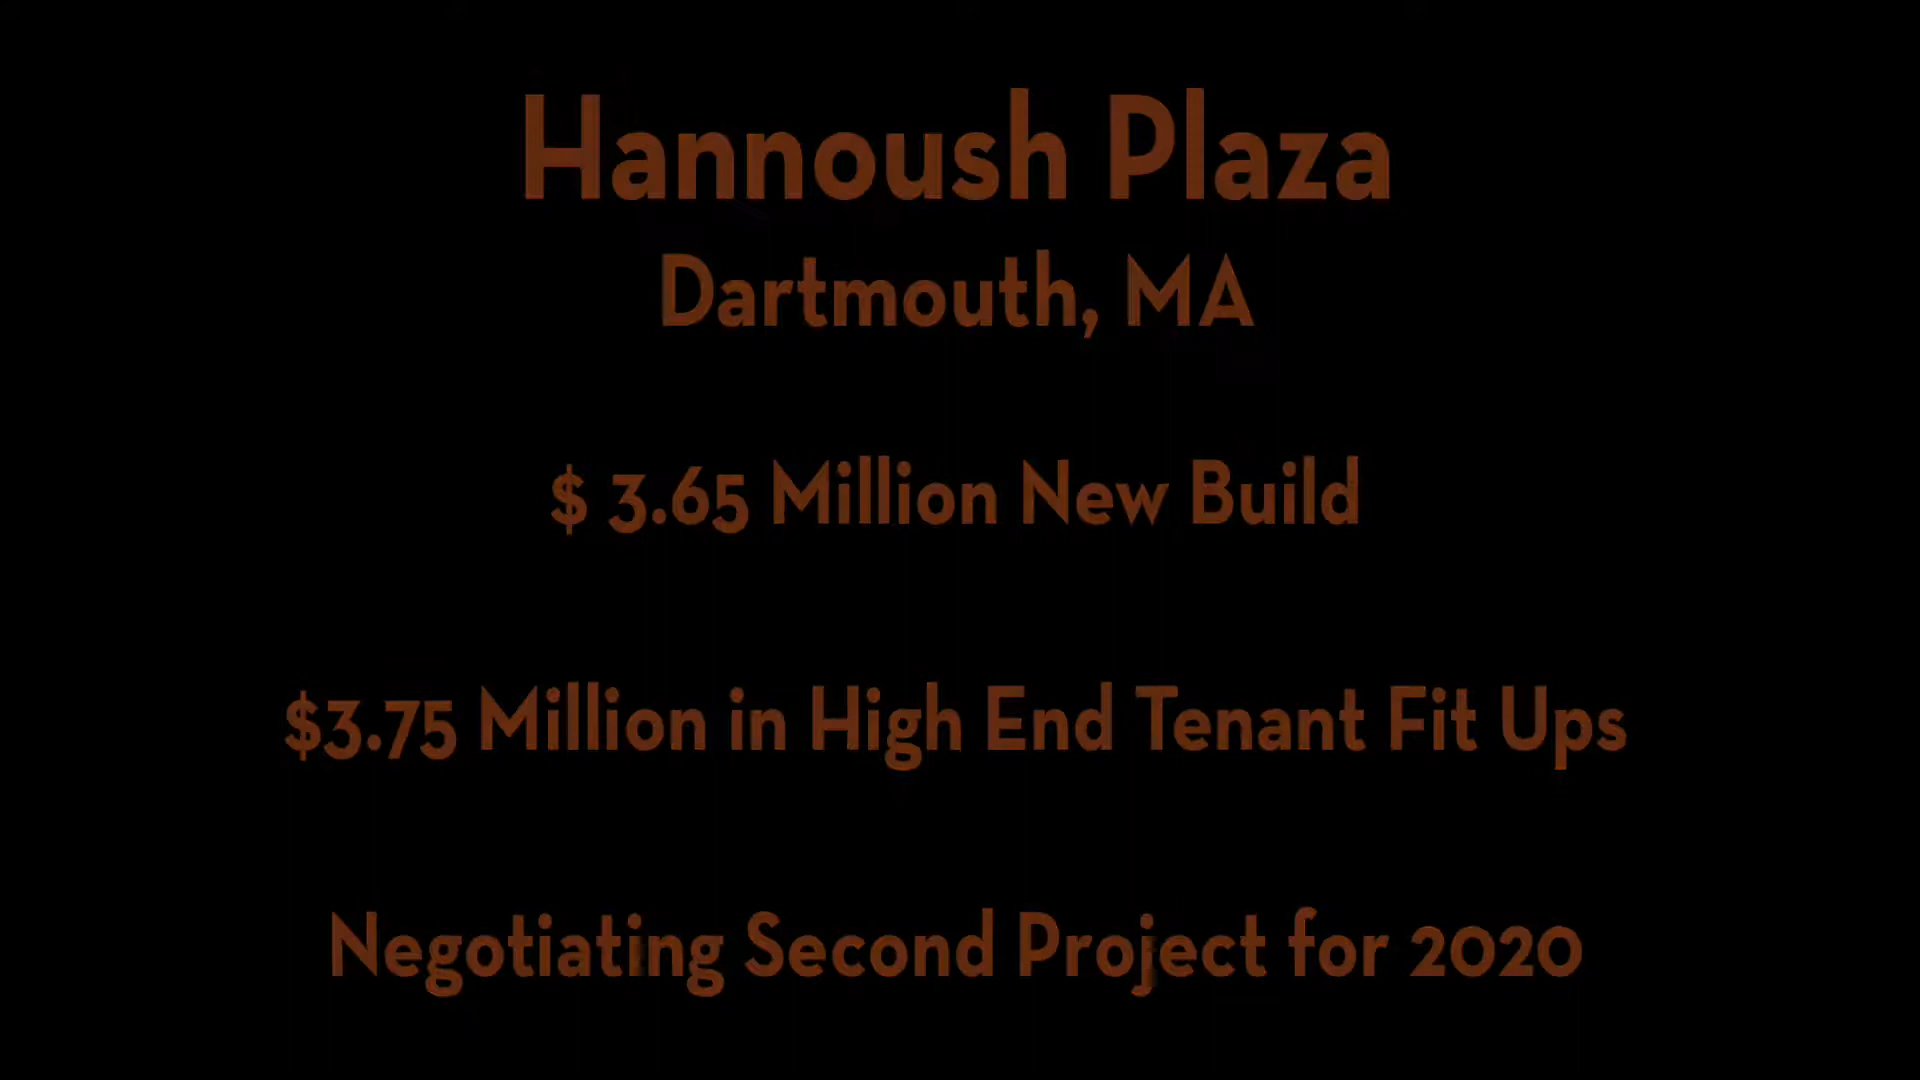 Hannoush Plaza
Dartmouth, MA
$ 3.65 Million New Build
$3.75 Million in High End Tenant Fit Ups
Negotiating Second Project for 2020